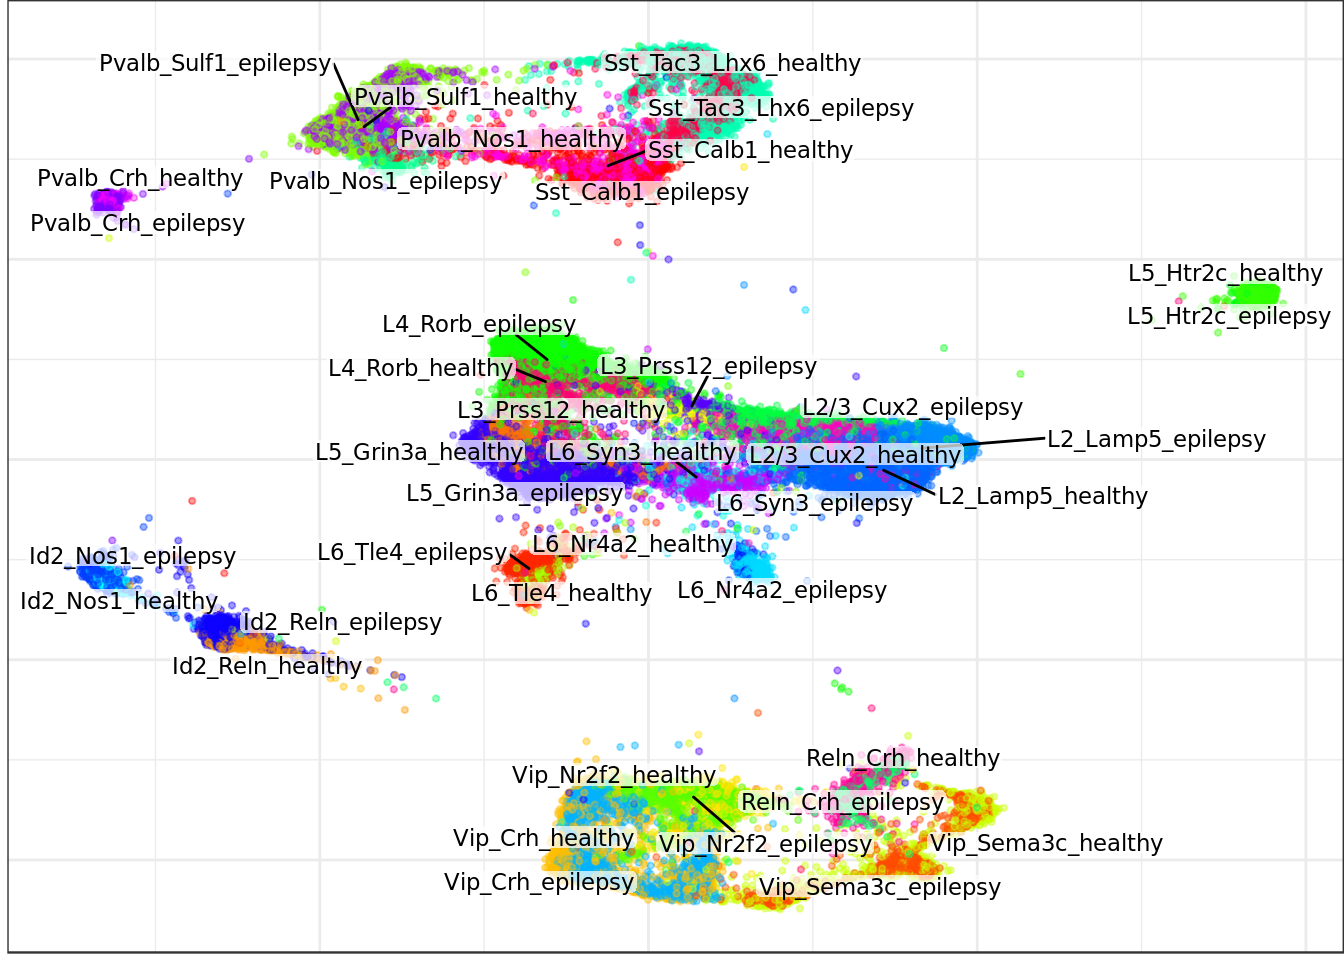 Pvalb_Sulf1_epilepsy
Sst_Tac3_Lhx6_healthy
Pvalb_Sulf1_healthy
Sst_Tac3_Lhx6_epilepsy
Pvalb_Nos1_healthy
Sst_Calb1_healthy
Pvalb_Crh_healthy
Pvalb_Nos1_epilepsy
Sst_Calb1_epilepsy
Pvalb_Crh_epilepsy
L5_Htr2c_healthy
L5_Htr2c_epilepsy
L4_Rorb_epilepsy
L4_Rorb_healthy
L3_Prss12_epilepsy
L3_Prss12_healthy
L2/3_Cux2_epilepsy
L2_Lamp5_epilepsy
L5_Grin3a_healthy
L6_Syn3_healthy
L2/3_Cux2_healthy
L5_Grin3a_epilepsy
L6_Syn3_epilepsy
L2_Lamp5_healthy
Id2_Nos1_epilepsy
L6_Tle4_epilepsy
L6_Nr4a2_healthy
Id2_Nos1_healthy
L6_Tle4_healthy
L6_Nr4a2_epilepsy
Id2_Reln_epilepsy
Id2_Reln_healthy
Reln_Crh_healthy
Vip_Nr2f2_healthy
Reln_Crh_epilepsy
Vip_Crh_healthy
Vip_Nr2f2_epilepsy
Vip_Sema3c_healthy
Vip_Crh_epilepsy
Vip_Sema3c_epilepsy